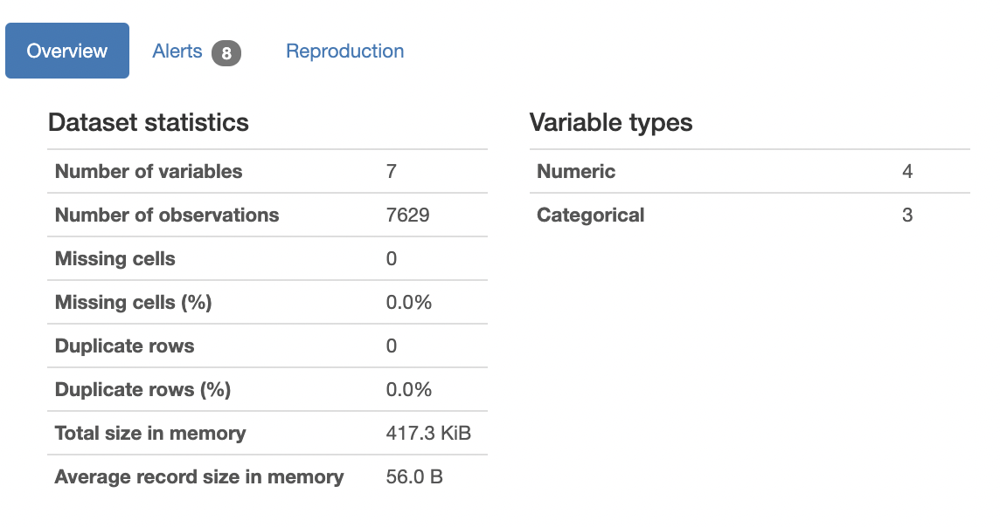 Overview Alerts 8 Reproduction
Dataset statistics
Number of variables 7
Number of observations 7629
Missing cells 0
Missing cells (%) 0.0%
Duplicate rows 0
Duplicate rows (%) 0.0%
Total size in memory 417.3 KiB
Average record size in memory 56.0 B
Variable types
Numeric 4
Categorical 3